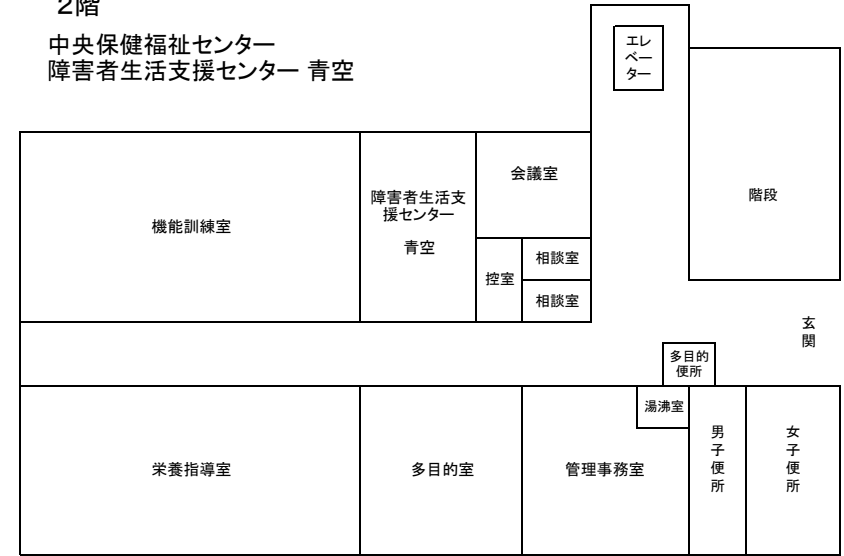 2階
中央保健福祉センター
障害者生活支援センター 青空
エレ
ベー
ター
階段
会議室
機能訓練室
障害者生活支
援センター
青空
控室
相談室
相談室
玄関
多目的
便所
湯沸室
栄養指導室
多目的室
管理事務室
男子便所
女子便所